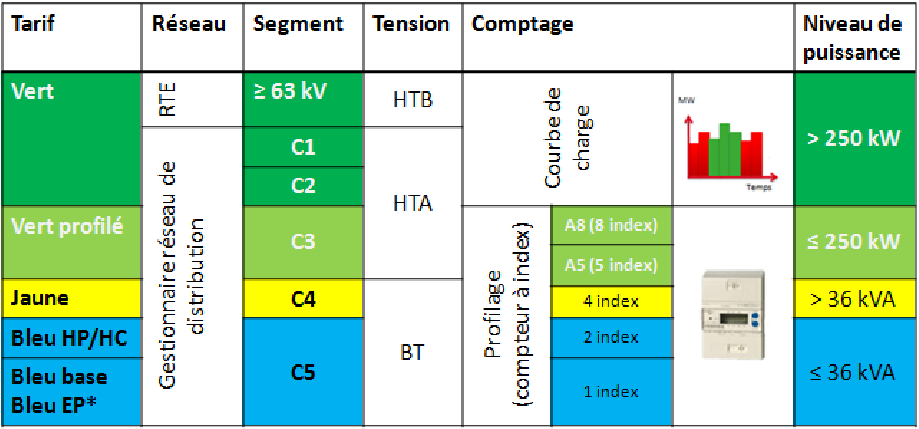 Tarif
Réseau
Segment
Tension
Comptage
Niveau de
puissance
Vert
RTE
≥ 63 kV
HTB
Courbe de
charge
MW
Temps
> 250 kW
Gestionnaire réseau de
distribution
C1
C2
HTA
Vert profilé
C3
Profilage
(compteur à index)
A8 (8 index)
A5 (5 index)
≤ 250 kW
Jaune
C4
BT
4 index
> 36 kVA
Bleu HP/HC
C5
2 index
≤ 36 kVA
Bleu base
Bleu EP*
1 index